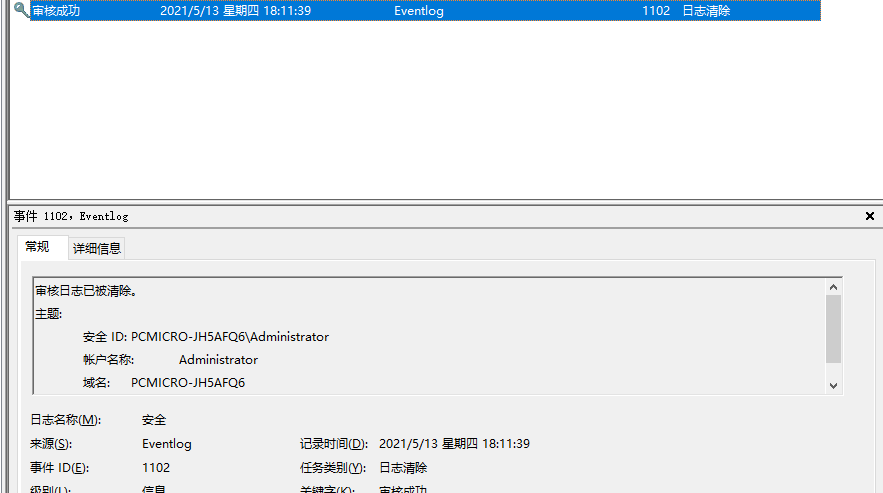 审核成功 2021/5/13 星期四 18:11:39 Eventlog 1102 日志清除
事件 1102，Eventlog
常规 详细信息
审核日志已被清除。
主题:
安全 ID: PCMICRO-JH5AFQ6\Administrator
帐户名称: Administrator
域名: PCMICRO-JH5AFQ6
日志名称(M): 安全
来源(S): Eventlog 记录时间(D): 2021/5/13 星期四 18:11:39
事件 ID(E): 1102 任务类别(Y): 日志清除
级别(L): 信息 关键字(K): 审核成功